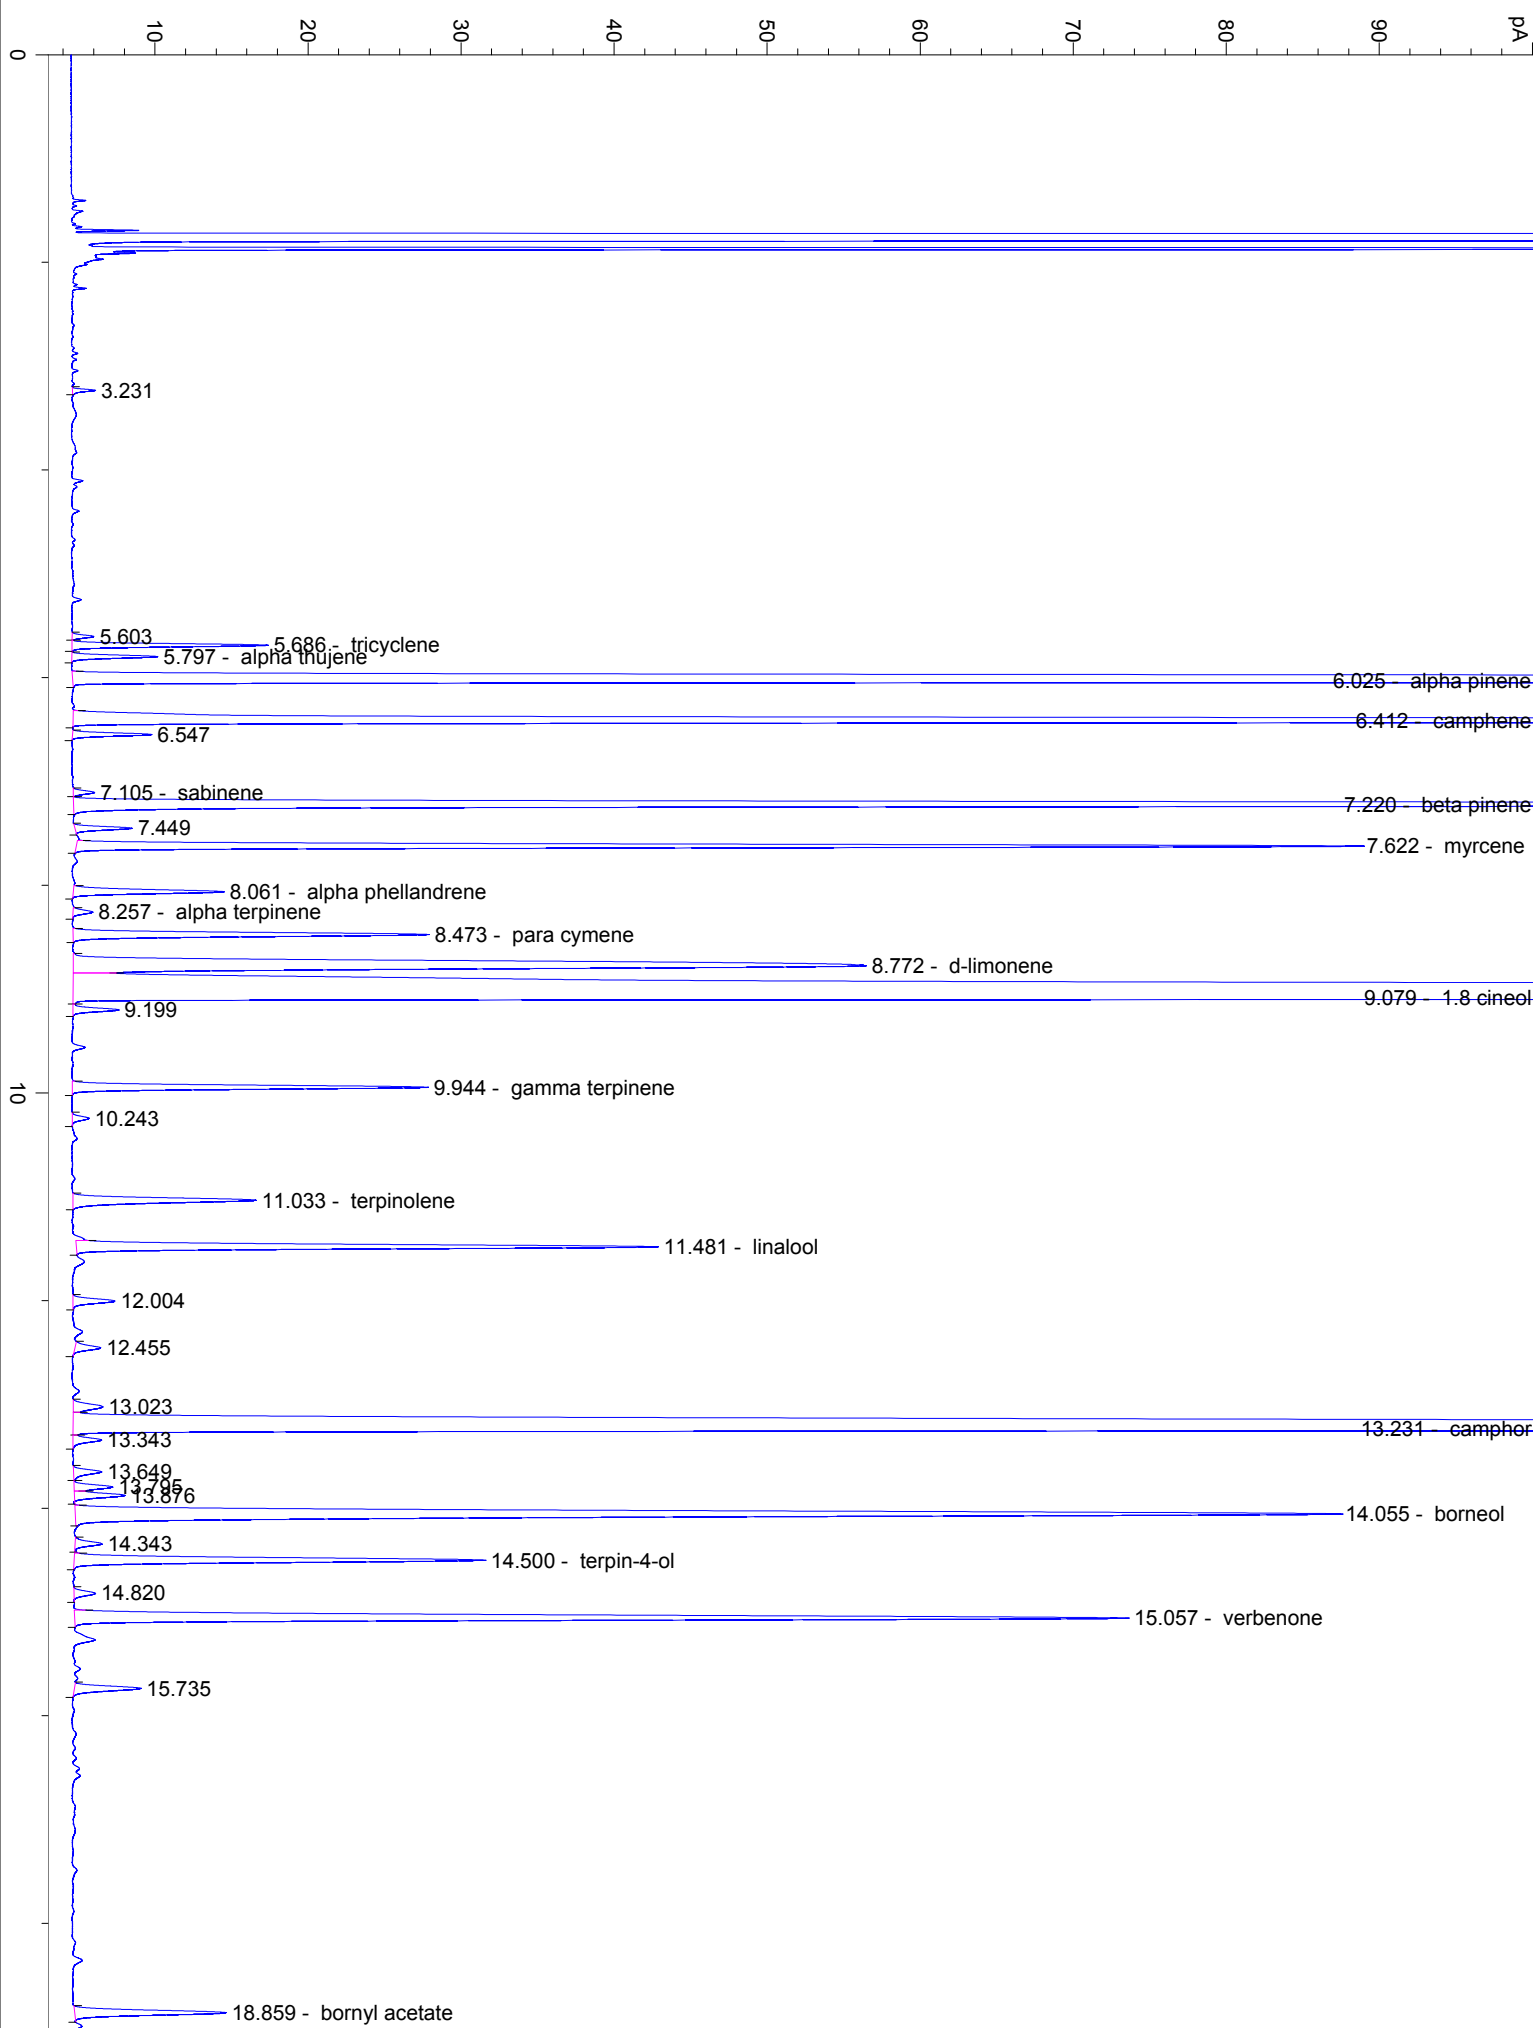 10
20
30
40
50
60
70
80
90
pA
0
3.231
5.603
5.686 - tricyclene
5.797 - alpha thujene
6.025 - alpha pinene
6.412 - camphene
6.547
7.105 - sabinene
7.220 - beta pinene
7.449
7.622 - myrcene
8.061 - alpha phellandrene
8.257 - alpha terpinene
8.473 - para cymene
8.772 - d-limonene
9.079 - 1.8 cineol
9.199
9.944 - gamma terpinene
10
10.243
11.033 - terpinolene
11.481 - linalool
12.004
12.455
13.023
13.231 - camphor
13.343
13.649
13.795
13.876
14.055 - borneol
14.343
14.500 - terpin-4-ol
14.820
15.057 - verbenone
15.735
18.859 - bornyl acetate